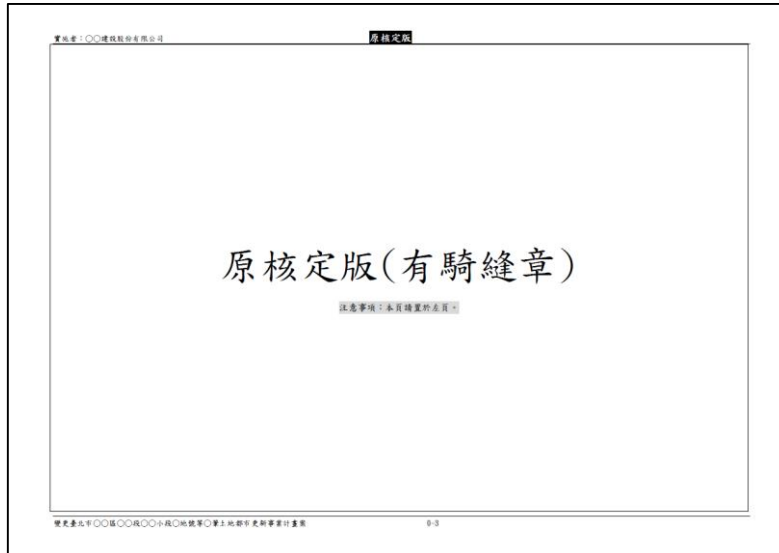 實施者：○○建設股份有限公司
原核定版
原核定版(有騎縫章)
注意事項：本頁請置於左頁。
變更臺北市○○區○○段○○小段○地號等○筆土地都市更新事業計畫案
0-3